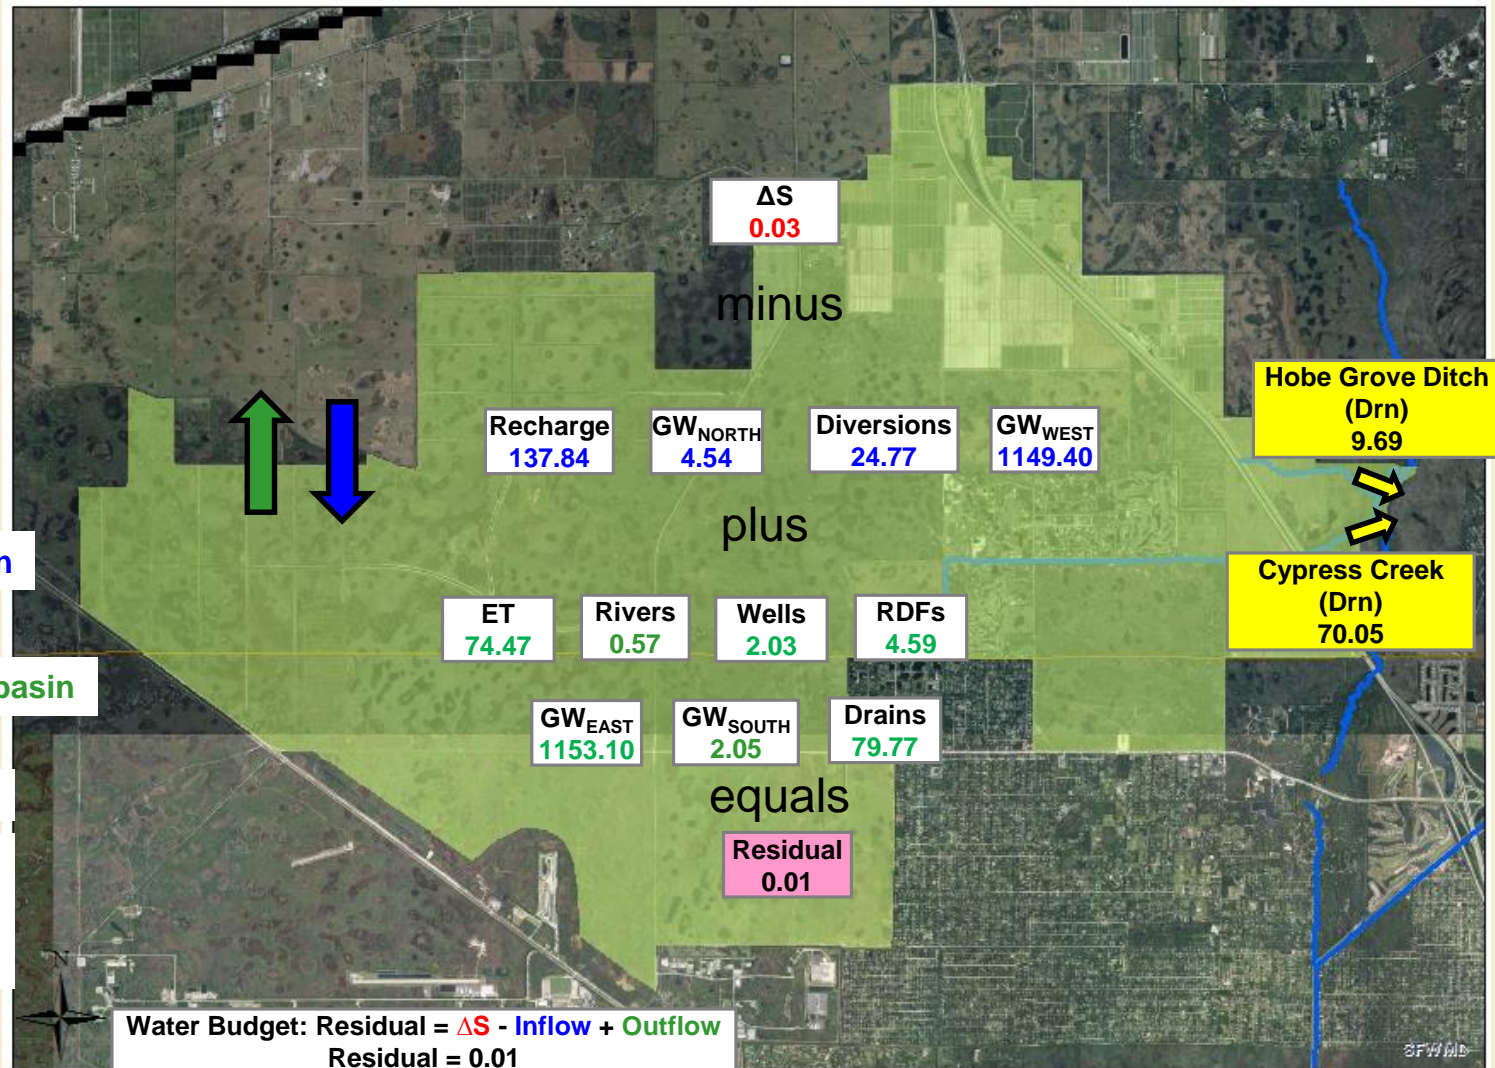 ΔS
0.03
minus
Recharge
137.84
GWNORTH
4.54
Diversions
24.77
GWWEST
1149.40
Hobe Grove Ditch
(Drn)
9.69
plus
n
Cypress Creek
(Drn)
70.05
ET
74.47
Rivers
0.57
Wells
2.03
RDFs
4.59
basin
GWEAST
1153.10
GWSOUTH
2.05
Drains
79.77
equals
Residual
0.01
N
Water Budget: Residual = ΔS - Inflow + Outflow
Residual = 0.01
SFWMD